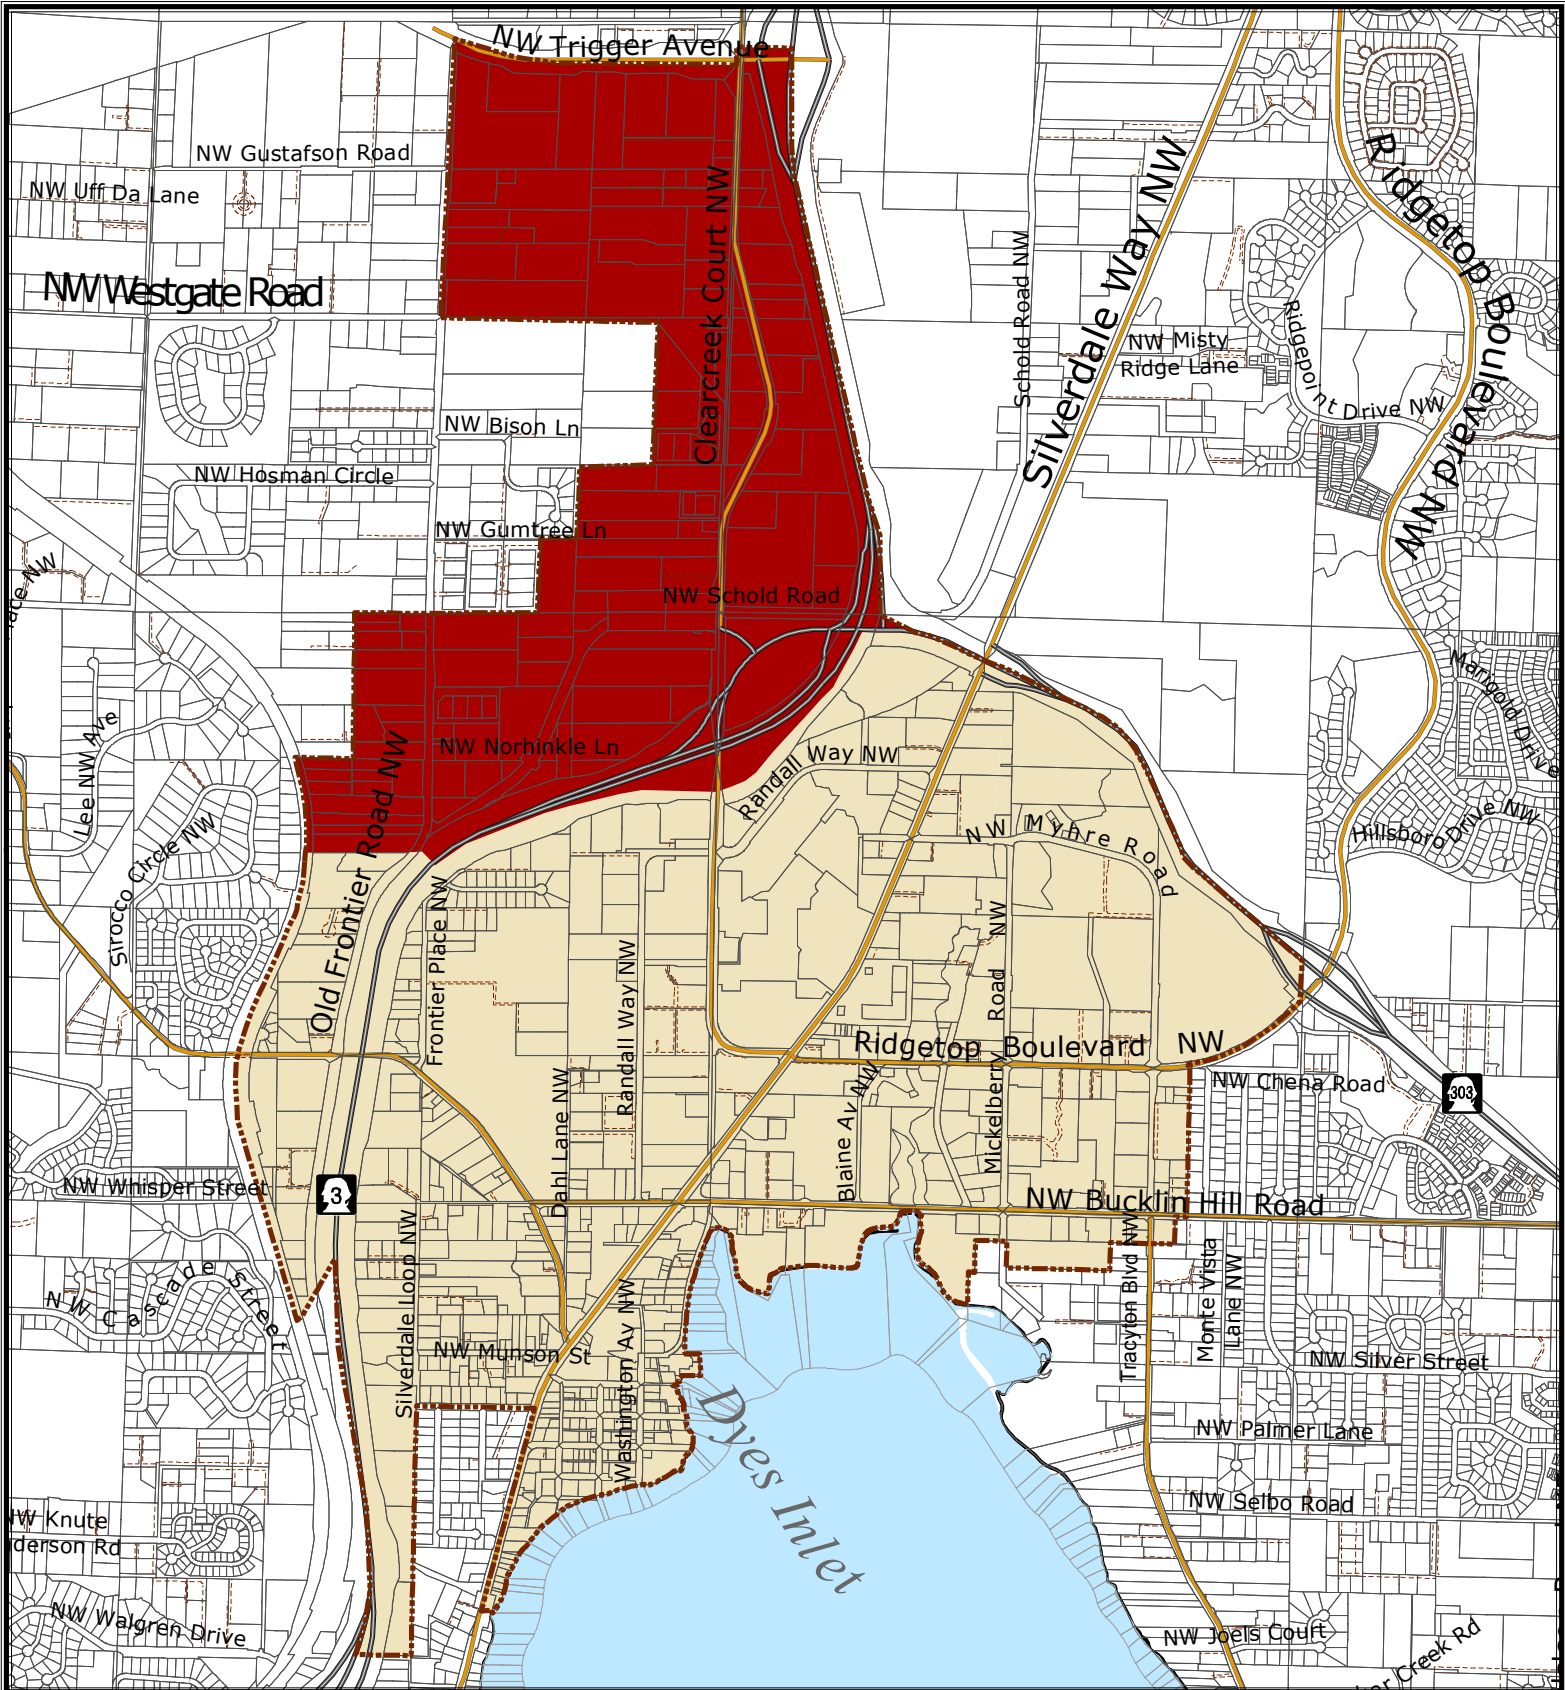 NW Trigger Avenue
NW Gustafson Road
NW Uff Da Lane
NW Westgate Road
Clearcreek Court NW
Schold Road NW
Silverdale Way NW
Ridgetop Boulevard NW
NW Misty
Ridge Lane
Ridgepoint Drive NW
NW Bison Ln
NW Hosman Circle
NW Gumtree Ln
NW Schold Road
Marigold Drive
Lee NW Ave
NW Norhinkle Ln
Old Frontier Road NW
Randall Way NW
NW Myhre Road
Hillsboro Drive NW
Sirocco Circle NW
Frontier Place NW
Randall Way NW
Mickelberry Road NW
Ridgetop Boulevard NW
NW Chena Road
303
Dahl Lane NW
Blaine Av NW
NW Whisper Street
3
NW Bucklin Hill Road
Silverdale Loop NW
NW Cascade Street
Washington Av NW
Tracyton Blvd NW
Monte Vista
Lane NW
NW Munson St
NW Silver Street
Dyes Inlet
NW Palmer Lane
NW Selbo Road
NW Knute
derson Rd
NW Walgren Drive
NW Joels Court
Creek Rd